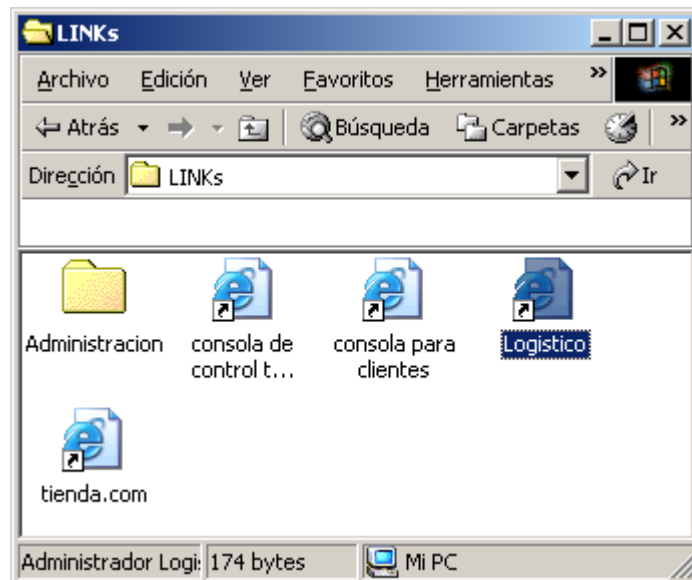 LINKs
Archivo Edición Ver Favoritos Herramientas »
Atrás Búsqueda Carpetas »
Dirección LINKs Ir
Administracion consola de control t... consola para clientes Logistico
tienda.com
Administrador Logi: 174 bytes Mi PC